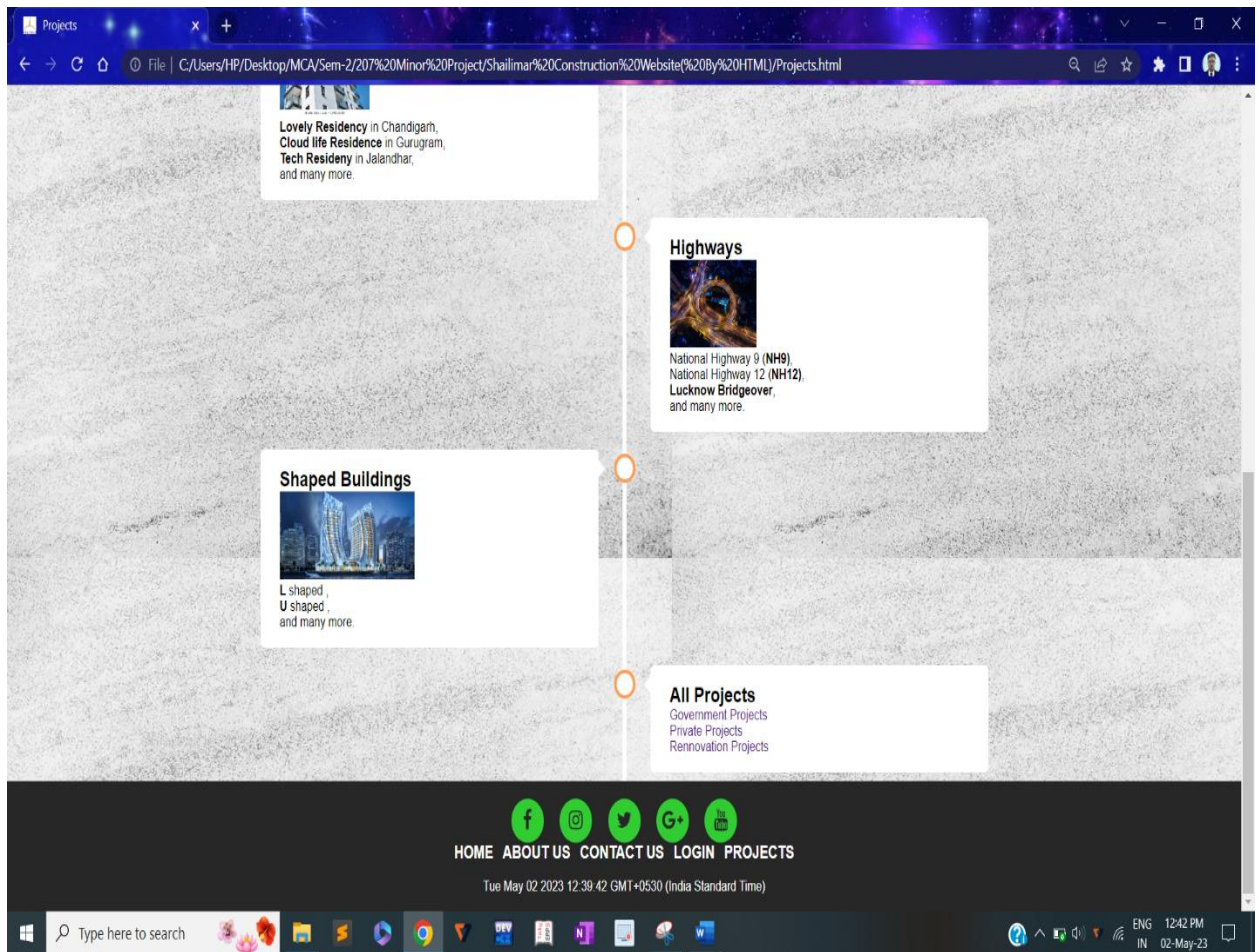 Projects
File | C:/Users/HP/Desktop/MCA/Sem-2/207%20Minor%20Project/Shailimar%20Construction%20Website(%20By%20HTML)/Projects.html
Lovely Residency in Chandigarh,
Cloud life Residence in Gurugram,
Tech Resideny in Jalandhar,
and many more.
Highways
National Highway 9 (NH9),
National Highway 12 (NH12),
Lucknow Bridgeover,
and many more.
Shaped Buildings
L shaped ,
U shaped ,
and many more.
All Projects
Government Projects
Private Projects
Rennovation Projects
You Tube
HOME ABOUT US CONTACT US LOGIN PROJECTS
Tue May 02 2023 12:39:42 GMT+0530 (India Standard Time)
Type here to search
ENG 12:42 PM
IN 02-May-23